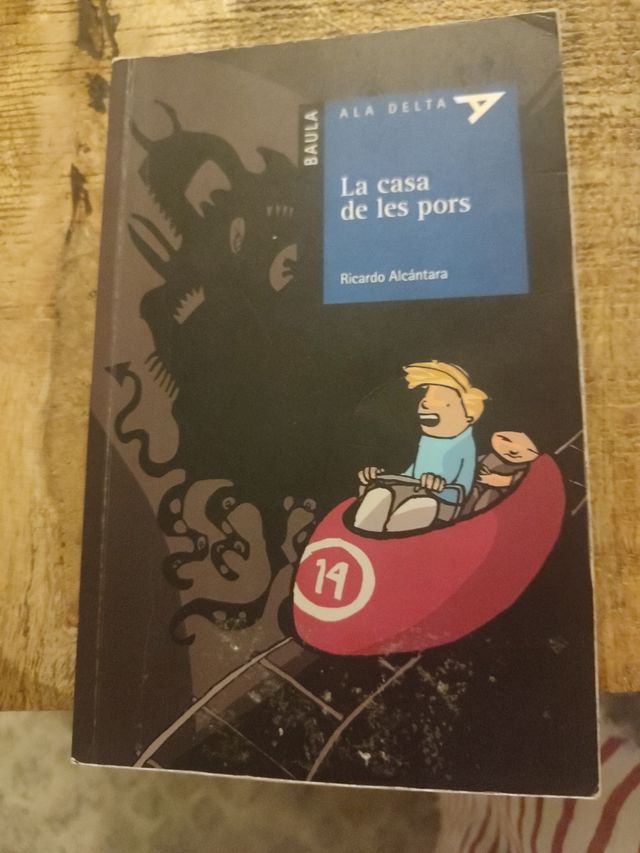 BAULA
ALA DELTA
La casa
de les pors
Ricardo Alcántara
14